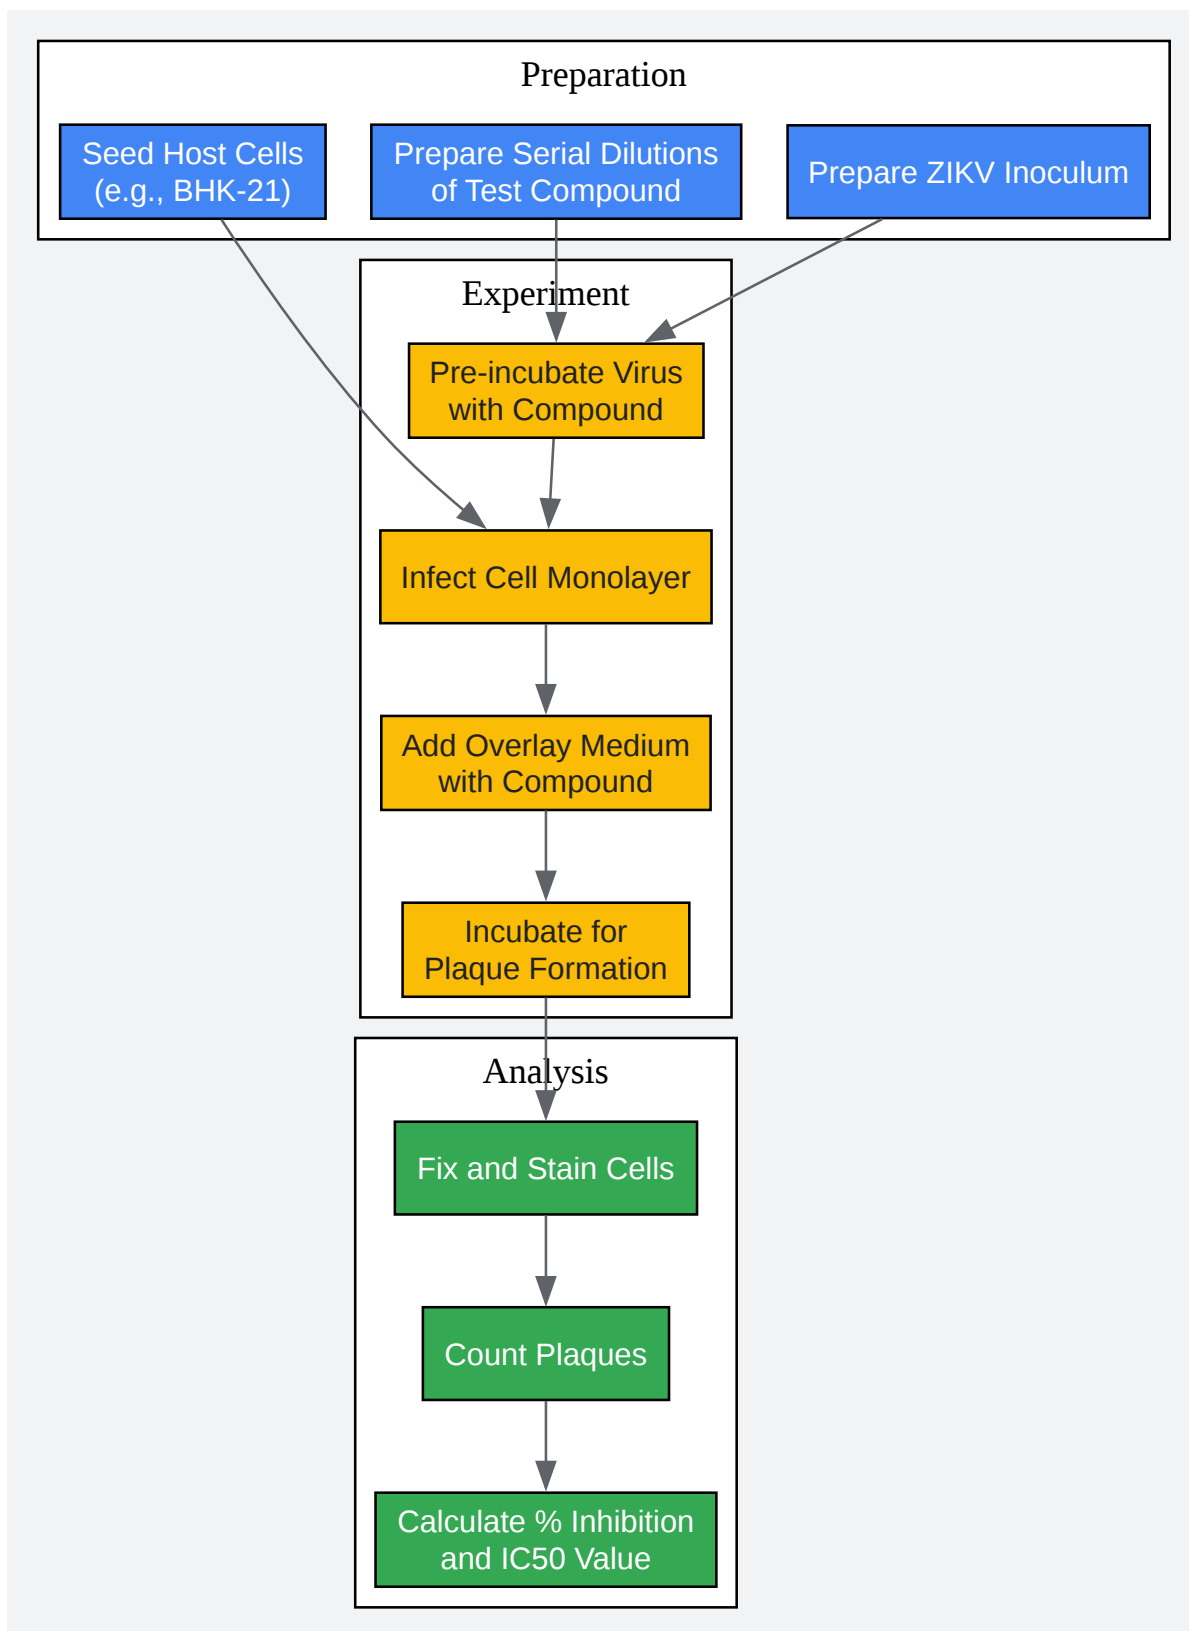 Preparation
Seed Host Cells
(e.g., BHK-21)
Prepare Serial Dilutions
of Test Compound
Prepare ZIKV Inoculum
Experiment
Pre-incubate Virus
with Compound
Infect Cell Monolayer
Add Overlay Medium
with Compound
Incubate for
Plaque Formation
Analysis
Fix and Stain Cells
Count Plaques
Calculate % Inhibition
and IC50 Value